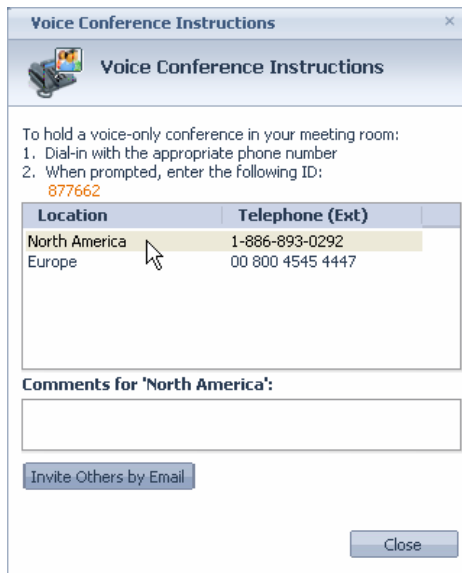 Voice Conference Instructions
Voice Conference Instructions
To hold a voice-only conference in your meeting room:
1. Dial-in with the appropriate phone number
2. When prompted, enter the following ID:
877662
Location Telephone (Ext)
North America 1-886-893-0292
Europe 00 800 4545 4447
Comments for 'North America':
Invite Others by Email
Close